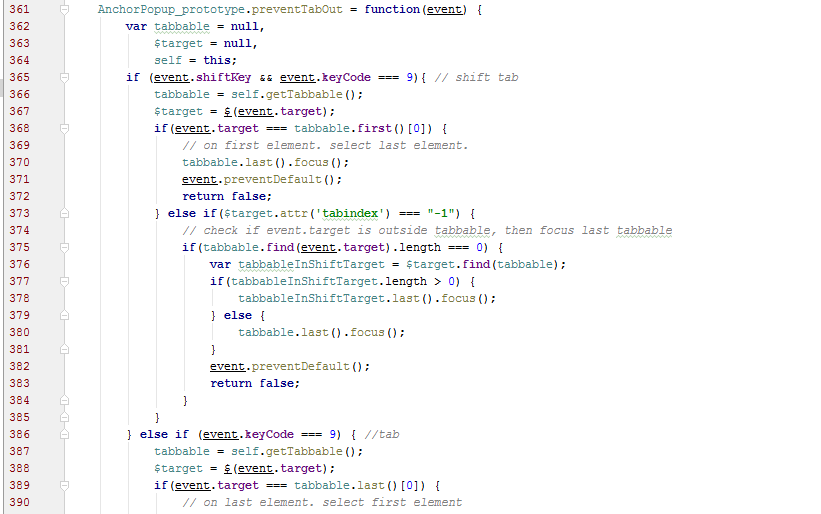 361 AnchorPopup_prototype.preventTabOut = function(event) {
362 var tabbable = null,
363 $target = null,
364 self = this;
365 if (event.shiftKey && event.keyCode === 9){ // shift tab
366 tabbable = self.getTabbable();
367 $target = $(event.target);
368 if(event.target === tabbable.first()[0]) {
369 // on first element. select last element.
370 tabbable.last().focus();
371 event.preventDefault();
372 return false;
373 } else if($target.attr('tabindex') === "-1") {
374 // check if event.target is outside tabbable, then focus last tabbable
375 if(tabbable.find(event.target).length === 0) {
376 var tabbableInShiftTarget = $target.find(tabbable);
377 if(tabbableInShiftTarget.length > 0) {
378 tabbableInShiftTarget.last().focus();
379 } else {
380 tabbable.last().focus();
381 }
382 event.preventDefault();
383 return false;
384 }
385 }
386 } else if (event.keyCode === 9) { //tab
387 tabbable = self.getTabbable();
388 $target = $(event.target);
389 if(event.target === tabbable.last()[0]) {
390 // on last element. select first element